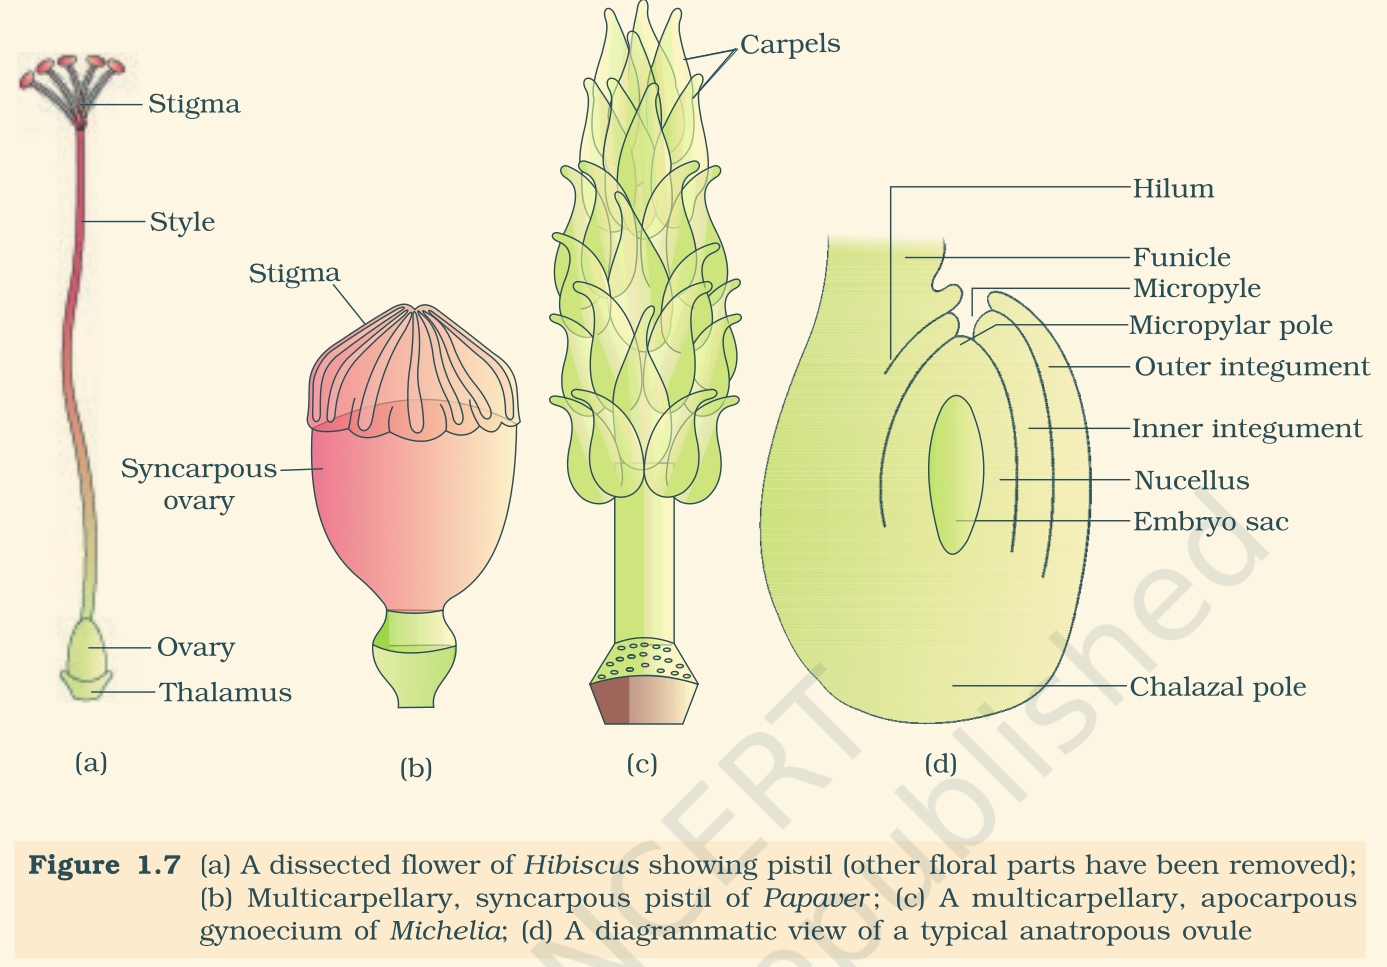 Carpels
Stigma
Style
Stigma
Syncarpous
ovary
Ovary
Thalamus
Hilum
Funicle
Micropyle
Micropylar pole
Outer integument
Inner integument
Nucellus
Embryo sac
Chalazal pole
(a)
(b)
(c)
(d)
NCERT
Figure 1.7 (a) A dissected flower of Hibiscus showing pistil (other floral parts have been removed);
(b) Multicarpellary, syncarpous pistil of Papaver; (c) A multicarpellary, apocarpous
gynoecium of Michelia; (d) A diagrammatic view of a typical anatropous ovule